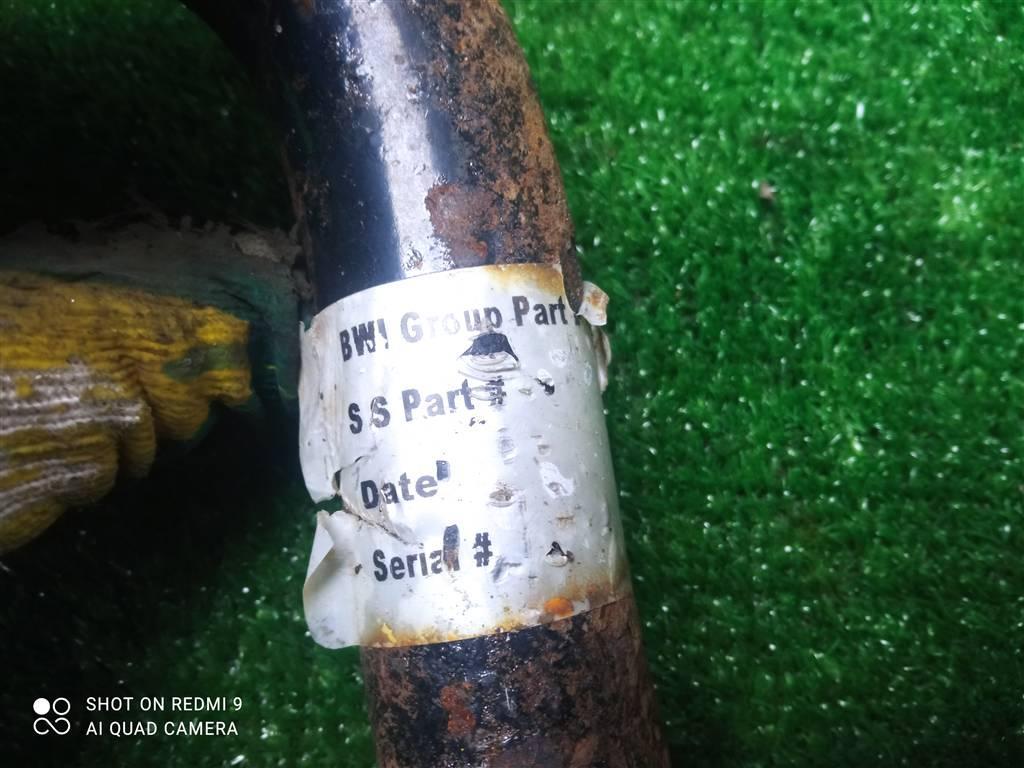 BWI Group Part #
S S Part #
Date
Serial #
SHOT ON REDMI 9
AI QUAD CAMERA